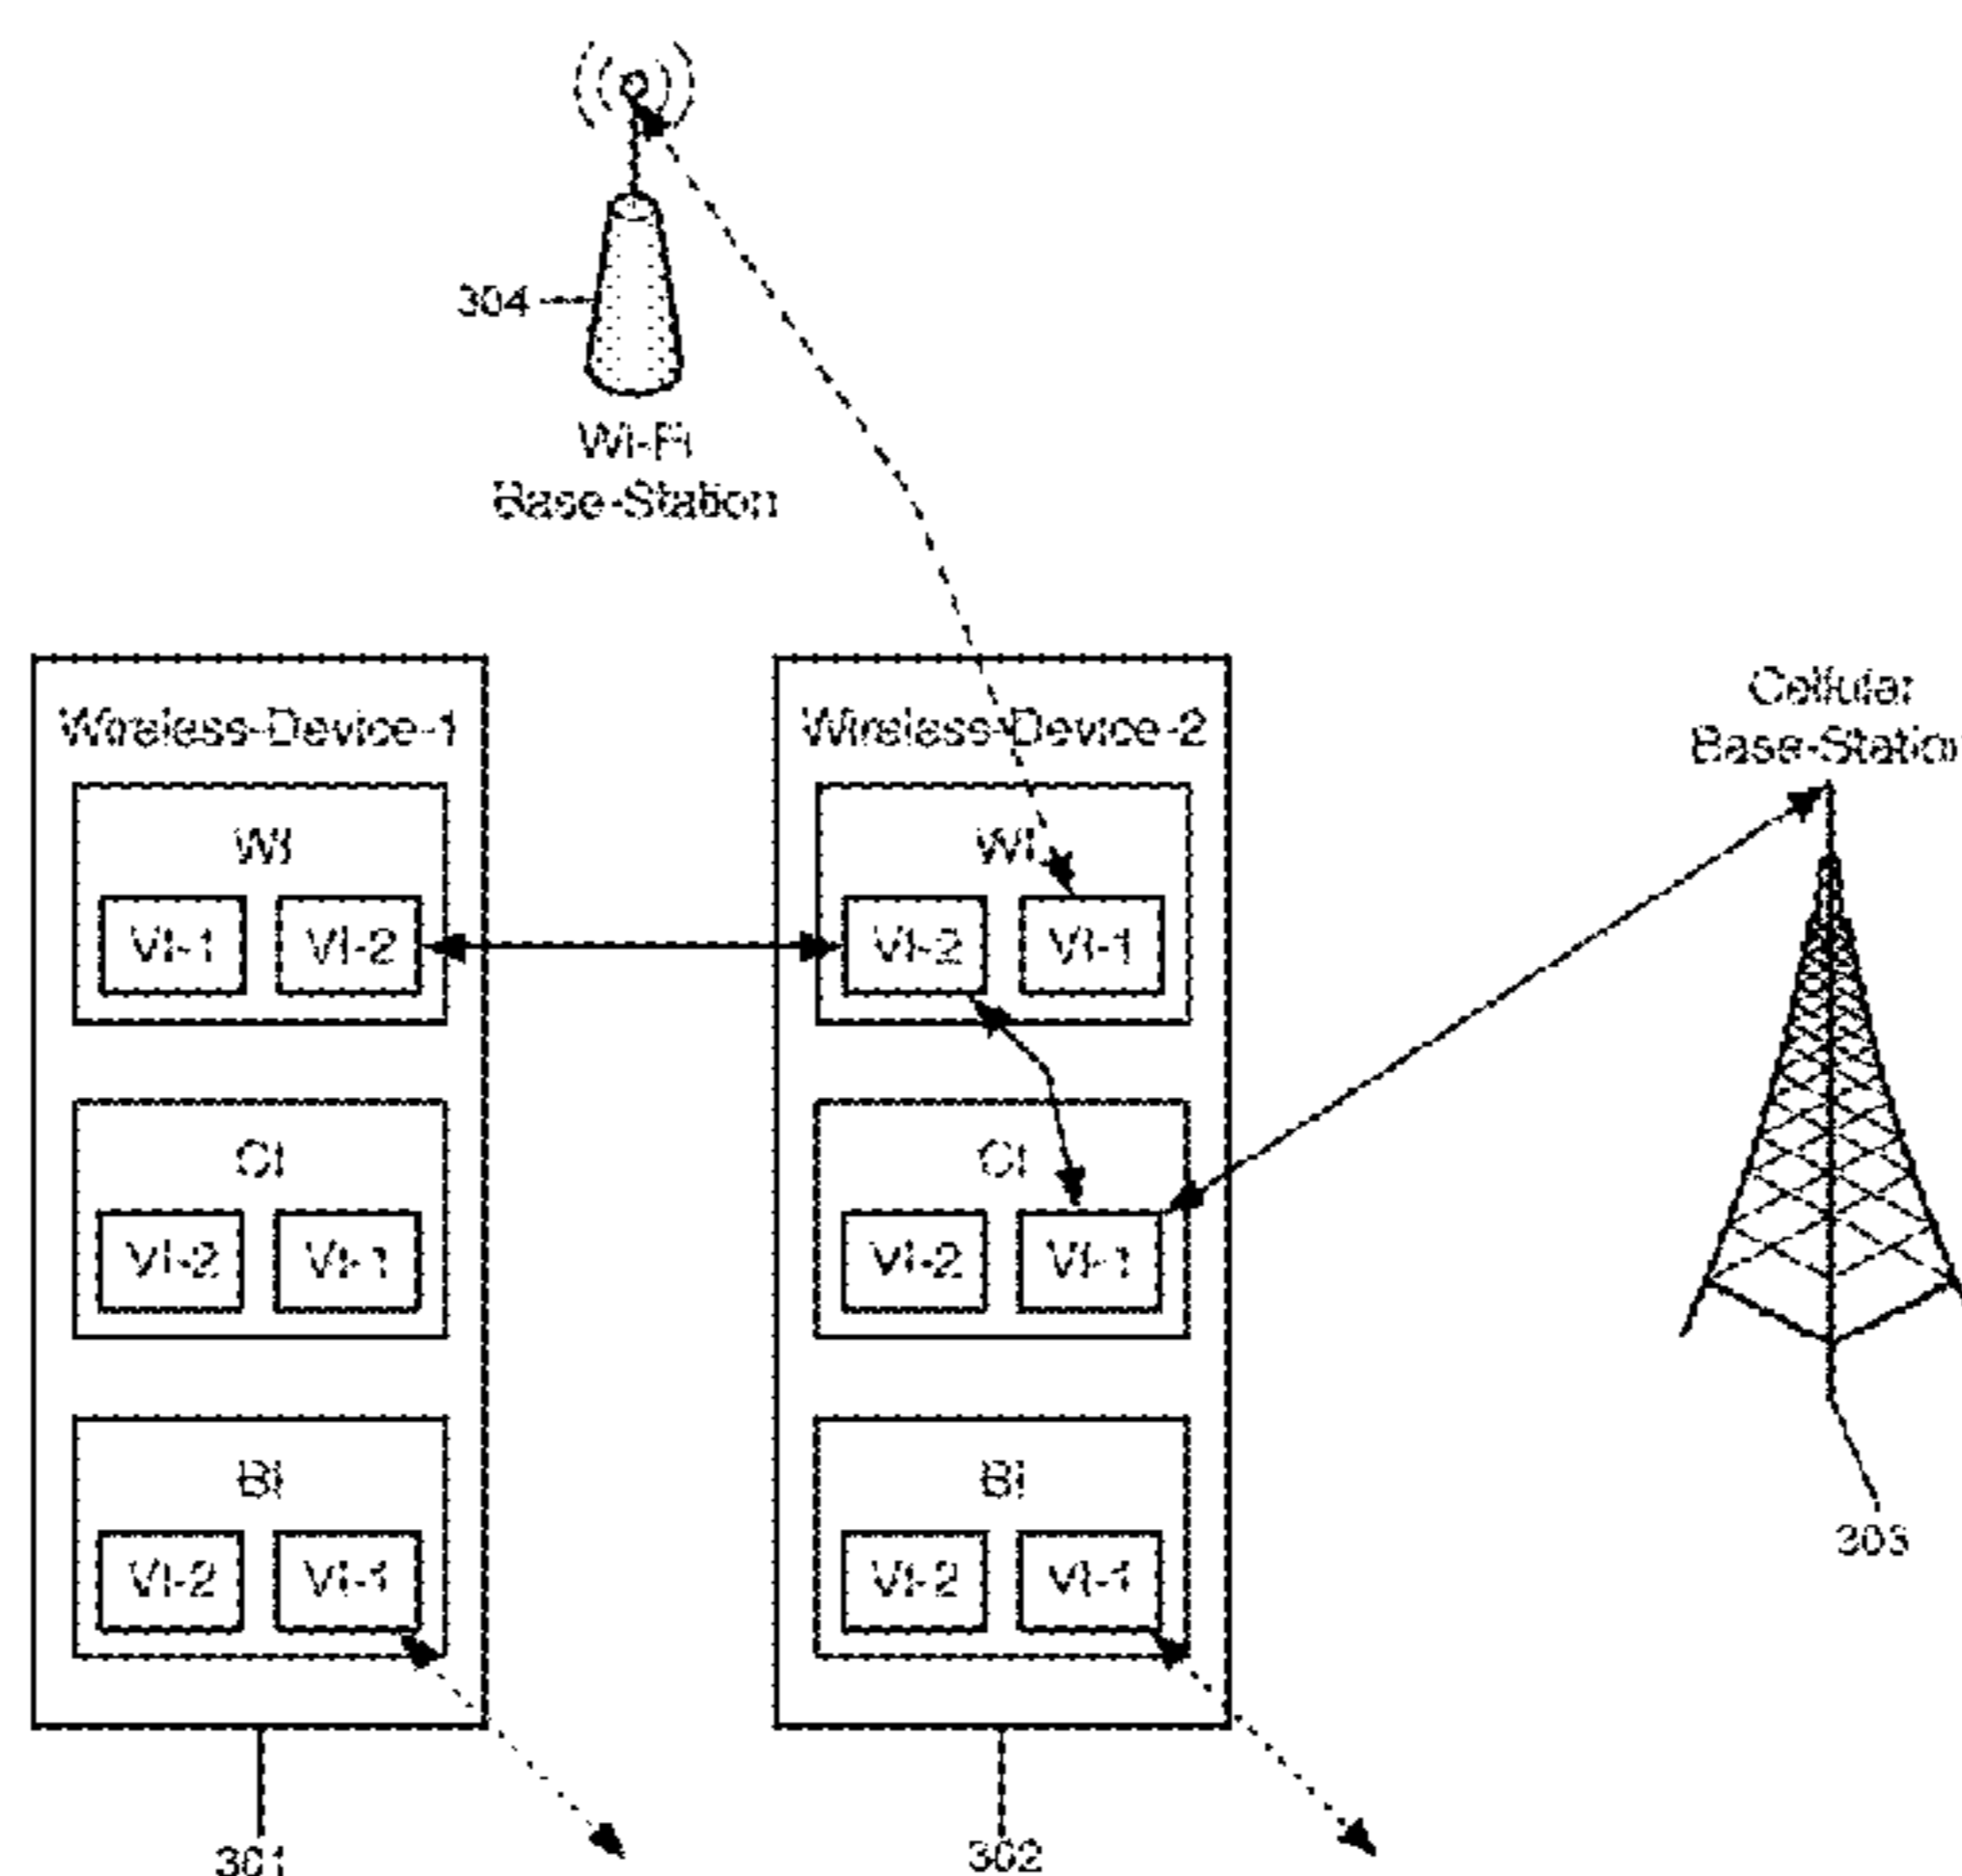 304
Wi-Fi
Base-Station
Wireless-Device-1
WI
VI-1 VI-2
CI
VI-2 VI-1
BI
VI-2 VI-1
301
Wireless-Device-2
WI
VI-2 VI-1
CI
VI-2 VI-1
BI
VI-2 VI-1
302
Cellular
Base-Station
303